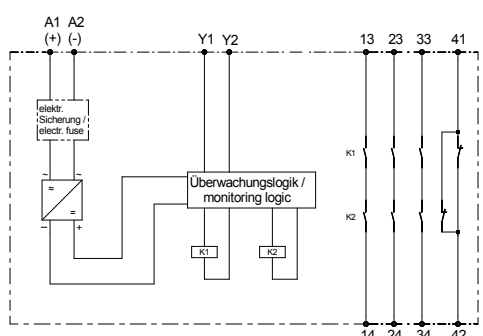 A1 A2 Y1 Y2 13 23 33 41
(+) (-)
elektr.
Sicherung /
electr. fuse
~ ~
≈
=
– +
Überwachungslogik /
monitoring logic
K1
K2
K1 K2
14 24 34 42